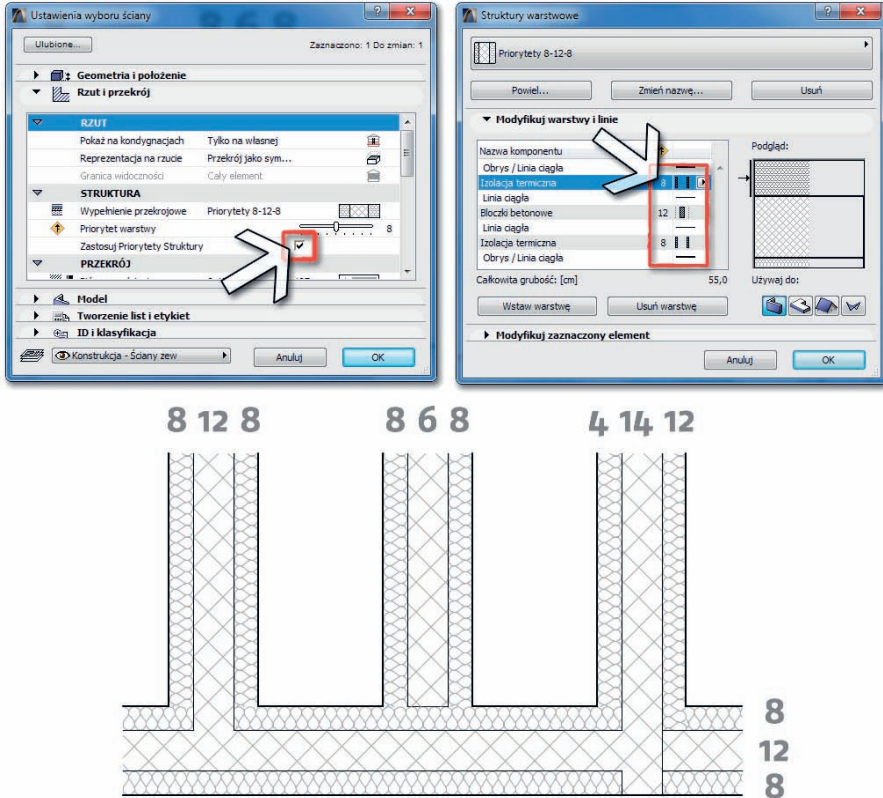 Ustawienia wyboru ściany
Ulubione...
Zaznaczono: 1 Do zmian: 1
Geometria i położenie
Rzut i przekrój
RZUT
Pokaż na kondygnacjach Tylko na własnej
Reprezentacja na rzucie Przekrój jako sym...
Granica widoczności Cały element
STRUKTURA
Wypełnienie przekrojowe Priorytety 8-12-8
Priorytet warstwy 8
Zastosuj Priorytety Struktury
PRZEKRÓJ
Model
Tworzenie list i etykiet
ID i klasyfikacja
Konstrukcja - Ściany zew
Anuluj
OK
Struktury warstwowe
Priorytety 8-12-8
Powiel...
Zmień nazwę...
Usuń
Modyfikuj warstwy i linie
Nazwa komponentu
Obrys / Linia ciągła
Izolacja termiczna 8
Linia ciągła
Bloczki betonowe 12
Linia ciągła
Izolacja termiczna 8
Obrys / Linia ciągła
Podgląd:
Całkowita grubość: [cm] 55,0
Używaj do:
Wstaw warstwę
Usuń warstwę
Modyfikuj zaznaczony element
Anuluj
OK
8 12 8
8 6 8
4 14 12
8
12
8